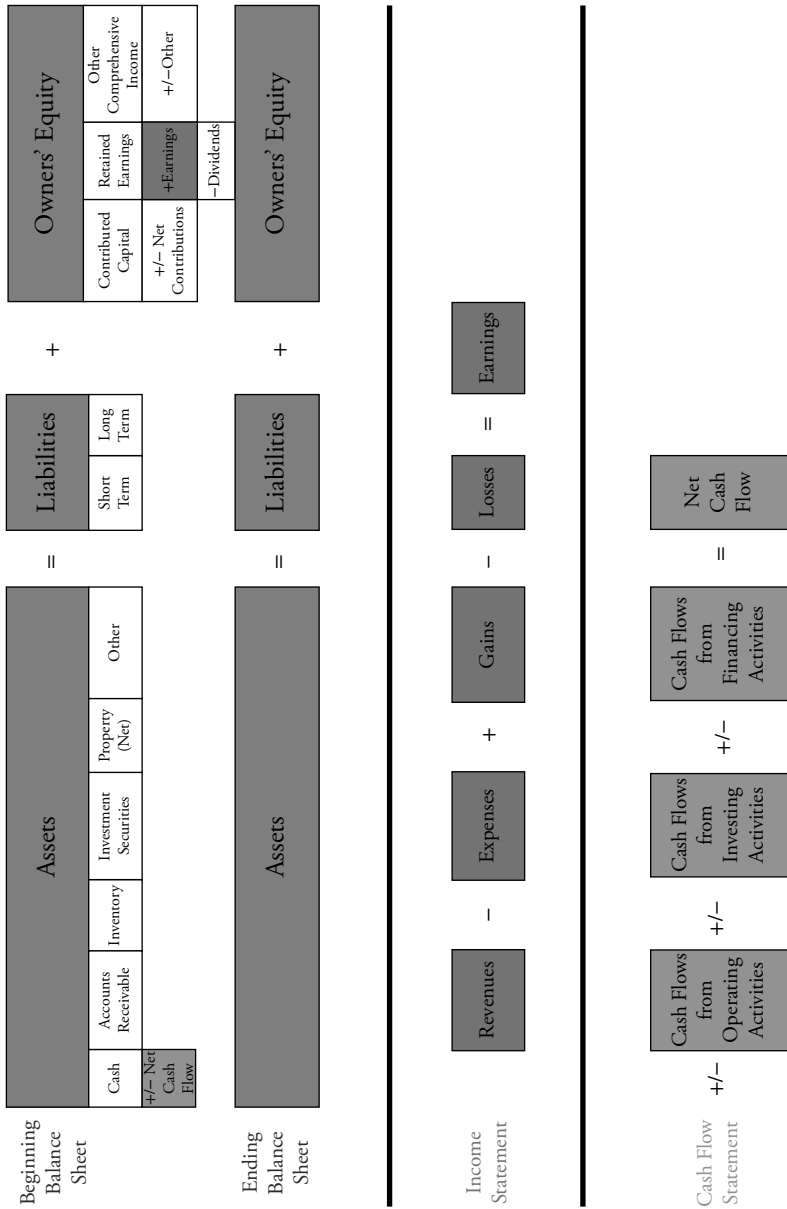 Beginning
Balance
Sheet
Assets
=
Liabilities
+
Owners' Equity
Cash
Accounts
Receivable
Inventory
Investment
Securities
Property
(Net)
Other
Short
Term
Long
Term
Contributed
Capital
Retained
Earnings
Other
Comprehensive
Income
+/− Net
Cash
Flow
+/− Net
Contributions
+Earnings
+/−Other
−Dividends
Ending
Balance
Sheet
Assets
=
Liabilities
+
Owners' Equity
Income
Statement
Revenues
−
Expenses
+
Gains
−
Losses
=
Earnings
Cash Flow
Statement
+/−
Cash Flows
from
Operating
Activities
+/−
Cash Flows
from
Investing
Activities
+/−
Cash Flows
from
Financing
Activities
=
Net
Cash
Flow